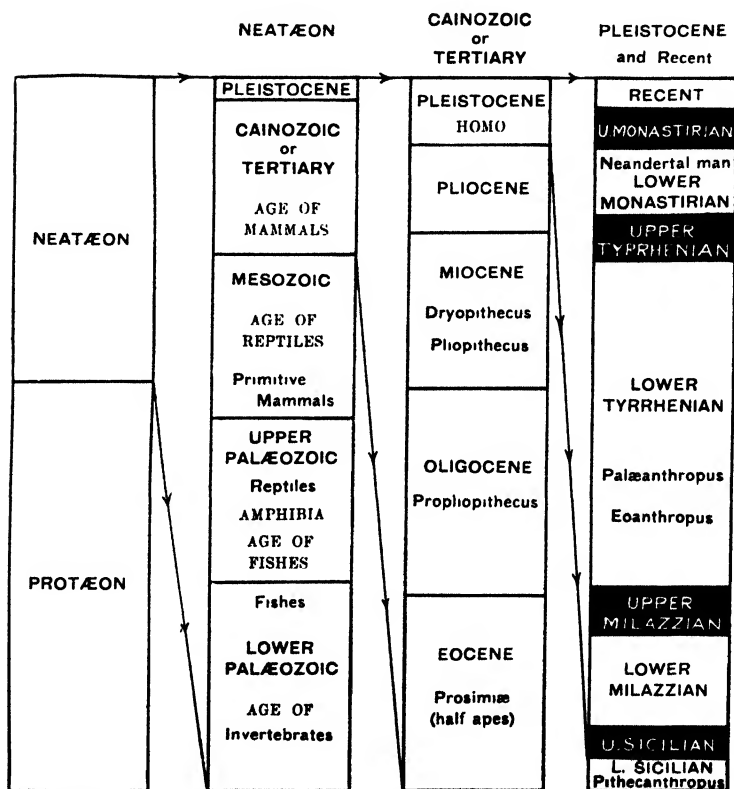 NEATÆON
CAINOZOIC
or
TERTIARY
PLEISTOCENE
and Recent
NEATÆON
PROTÆON
PLEISTOCENE
CAINOZOIC
or
TERTIARY
AGE OF
MAMMALS
MESOZOIC
AGE OF
REPTILES
Primitive
Mammals
UPPER
PALÆOZOIC
Reptiles
AMPHIBIA
AGE OF
FISHES
Fishes
LOWER
PALÆOZOIC
AGE OF
Invertebrates
PLEISTOCENE
HOMO
PLIOCENE
MIOCENE
Dryopithecus
Pliopithecus
OLIGOCENE
Prophopithecus
EOCENE
Prosimiæ
(half apes)
RECENT
U.MONASTIRIAN
Neandertal man
LOWER
MONASTIRIAN
UPPER
TYPRHENIAN
LOWER
TYRRHENIAN
Palæanthropus
Eoanthropus
UPPER
MILAZZIAN
LOWER
MILAZZIAN
U.SICILIAN
L. SICILIAN
Pithecanthropus